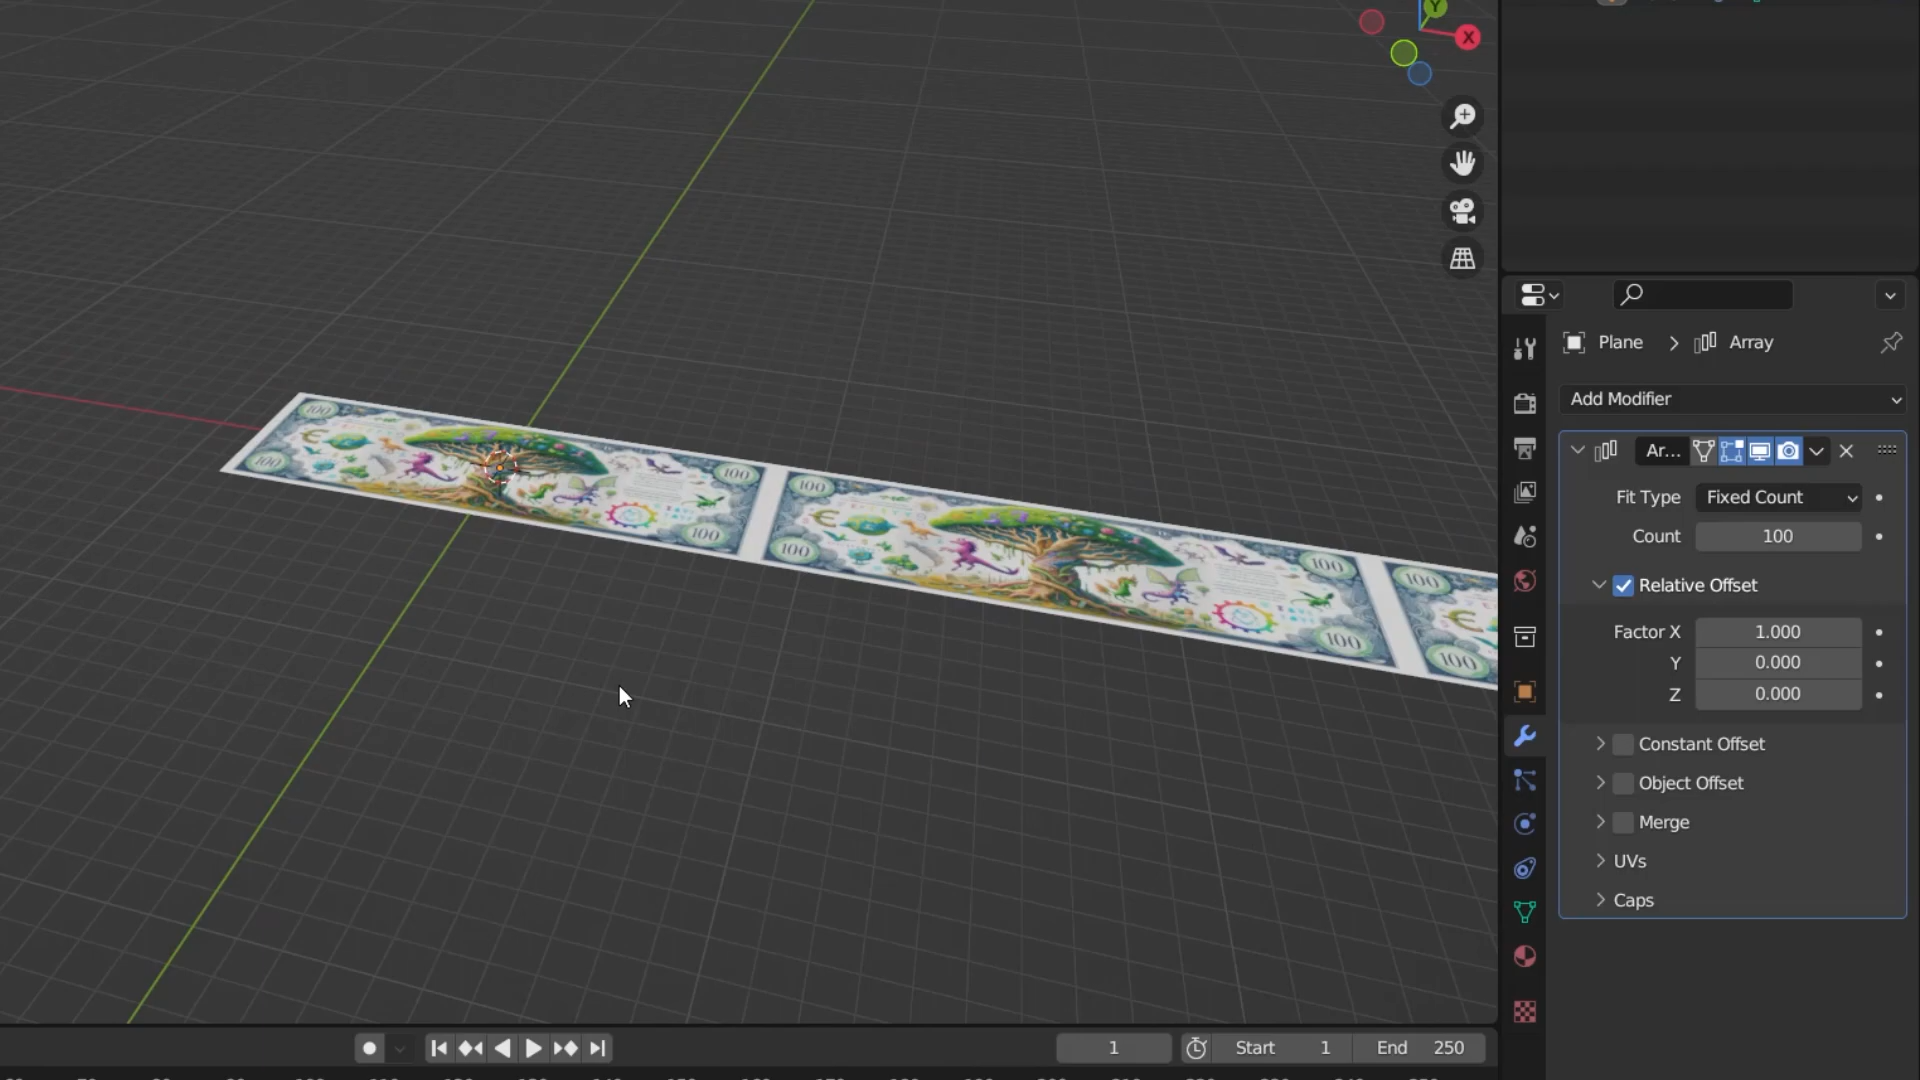 Y
X
Plane > Array
Add Modifier
Ar...
Fit Type Fixed Count
Count 100
Relative Offset
Factor X 1.000
Y 0.000
Z 0.000
Constant Offset
Object Offset
Merge
UVs
Caps
100 100
100 100
100 100
100 100
100
100
1 Start 1 End 250